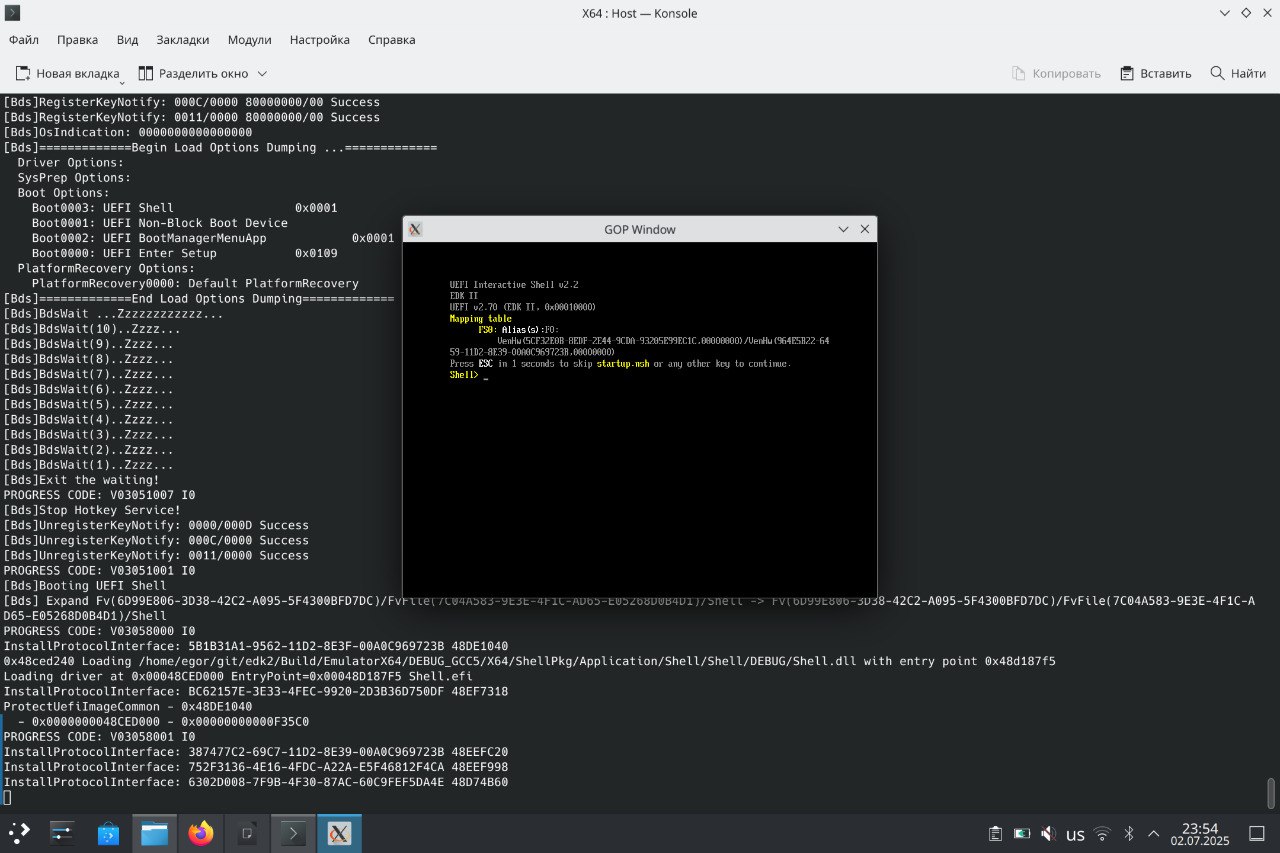 X64 : Host — Konsole
Файл Правка Вид Закладки Модули Настройка Справка
Новая вкладка Разделить окно Копировать Вставить Найти
[Bds]RegisterKeyNotify: 000C/0000 80000000/00 Success
[Bds]RegisterKeyNotify: 0011/0000 80000000/00 Success
[Bds]OsIndication: 0000000000000000
[Bds]=============Begin Load Options Dumping ...=============
Driver Options:
SysPrep Options:
Boot Options:
Boot0003: UEFI Shell 0x0001
Boot0001: UEFI Non-Block Boot Device
Boot0002: UEFI BootManagerMenuApp 0x0001
Boot0000: UEFI Enter Setup 0x0109
PlatformRecovery Options:
PlatformRecovery0000: Default PlatformRecovery
[Bds]=============End Load Options Dumping=============
[Bds]BdsWait ...Zzzzzzzzzzzz...
[Bds]BdsWait(10)..Zzzz...
[Bds]BdsWait(9)..Zzzz...
[Bds]BdsWait(8)..Zzzz...
[Bds]BdsWait(7)..Zzzz...
[Bds]BdsWait(6)..Zzzz...
[Bds]BdsWait(5)..Zzzz...
[Bds]BdsWait(4)..Zzzz...
[Bds]BdsWait(3)..Zzzz...
[Bds]BdsWait(2)..Zzzz...
[Bds]BdsWait(1)..Zzzz...
[Bds]Exit the waiting!
PROGRESS CODE: V03051007 I0
[Bds]Stop Hotkey Service!
[Bds]UnregisterKeyNotify: 0000/000D Success
[Bds]UnregisterKeyNotify: 000C/0000 Success
[Bds]UnregisterKeyNotify: 0011/0000 Success
PROGRESS CODE: V03051001 I0
[Bds]Booting UEFI Shell
[Bds] Expand Fv(6D99E806-3D38-42C2-A095-5F4300BFD7DC)/FvFile(7C04A583-9E3E-4F1C-AD65-E05268D0B4D1)/Shell -> Fv(6D99E806-3D38-42C2-A095-5F4300BFD7DC)/FvFile(7C04A583-9E3E-4F1C-A
D65-E05268D0B4D1)/Shell
PROGRESS CODE: V03058000 I0
InstallProtocolInterface: 5B1B31A1-9562-11D2-8E3F-00A0C969723B 48DE1040
0x48ced240 Loading /home/egor/git/edk2/Build/EmulatorX64/DEBUG_GCC5/X64/ShellPkg/Application/Shell/Shell/DEBUG/Shell.dll with entry point 0x48d187f5
Loading driver at 0x00048CED000 EntryPoint=0x00048D187F5 Shell.efi
InstallProtocolInterface: BC62157E-3E33-4FEC-9920-2D3B36D750DF 48EF7318
ProtectUefiImageCommon - 0x48DE1040
- 0x0000000048CED000 - 0x00000000000F35C0
PROGRESS CODE: V03058001 I0
InstallProtocolInterface: 387477C2-69C7-11D2-8E39-00A0C969723B 48EEFC20
InstallProtocolInterface: 752F3136-4E16-4FDC-A22A-E5F46812F4CA 48EEF998
InstallProtocolInterface: 6302D008-7F9B-4F30-87AC-60C9FEF5DA4E 48D74B60
GOP Window
UEFI Interactive Shell v2.2
EDK II
UEFI v2.70 (EDK II, 0x00010000)
Mapping table
FS0: Alias(s):F0:
VenHw(5CF32E0B-8EDF-2E44-9CDA-93205E99EC1C,00000000)/VenHw(964E5B22-64
59-11D2-8E39-00A0C969723B,00000000)
Press ESC in 1 seconds to skip startup.nsh or any other key to continue.
Shell> _
us
23:54
02.07.2025